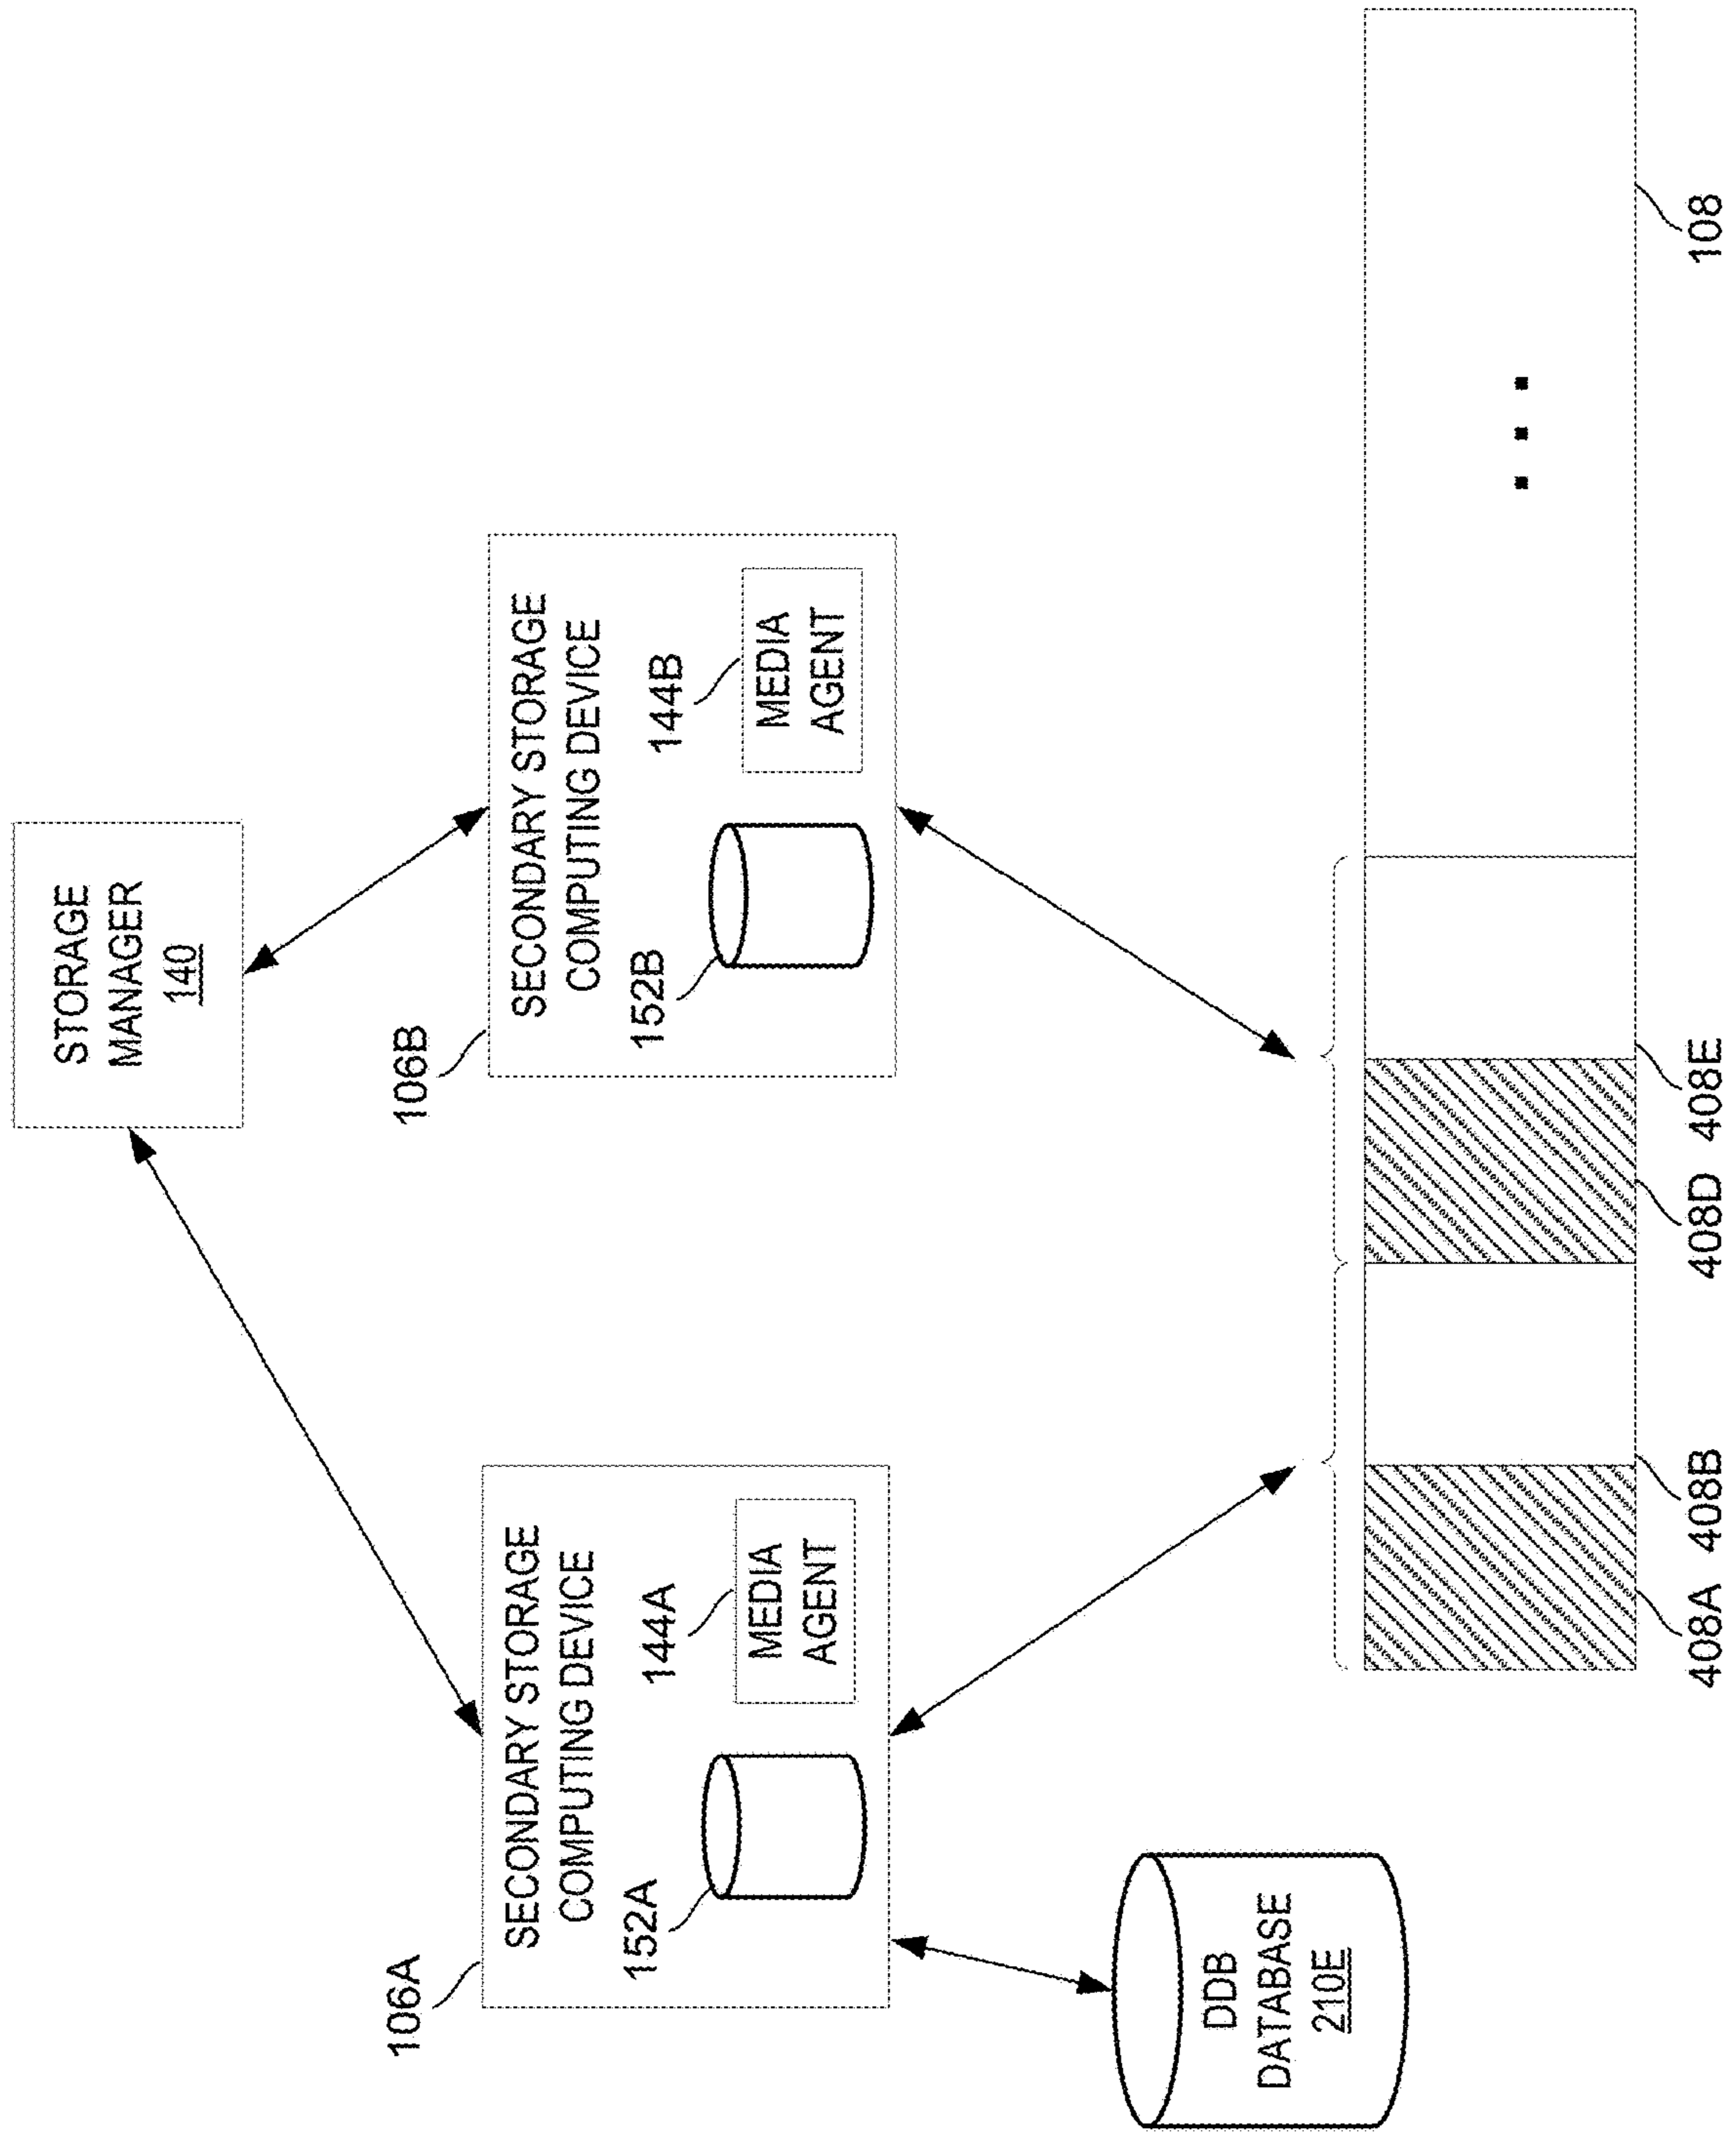 STORAGE
MANAGER
140
106A
SECONDARY STORAGE
COMPUTING DEVICE
152A
144A
MEDIA
AGENT
106B
SECONDARY STORAGE
COMPUTING DEVICE
152B
144B
MEDIA
AGENT
DDB
DATABASE
210E
408A
408B
408D
408E
108